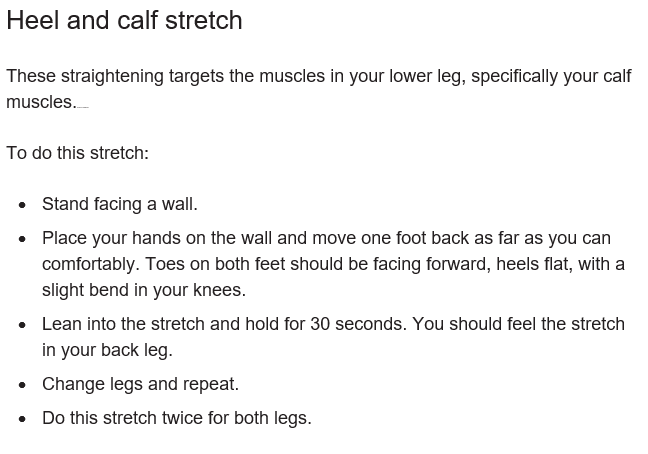 Heel and calf stretch
These straightening targets the muscles in your lower leg, specifically your calf
muscles.
To do this stretch:
• Stand facing a wall.
• Place your hands on the wall and move one foot back as far as you can
comfortably. Toes on both feet should be facing forward, heels flat, with a
slight bend in your knees.
• Lean into the stretch and hold for 30 seconds. You should feel the stretch
in your back leg.
• Change legs and repeat.
• Do this stretch twice for both legs.